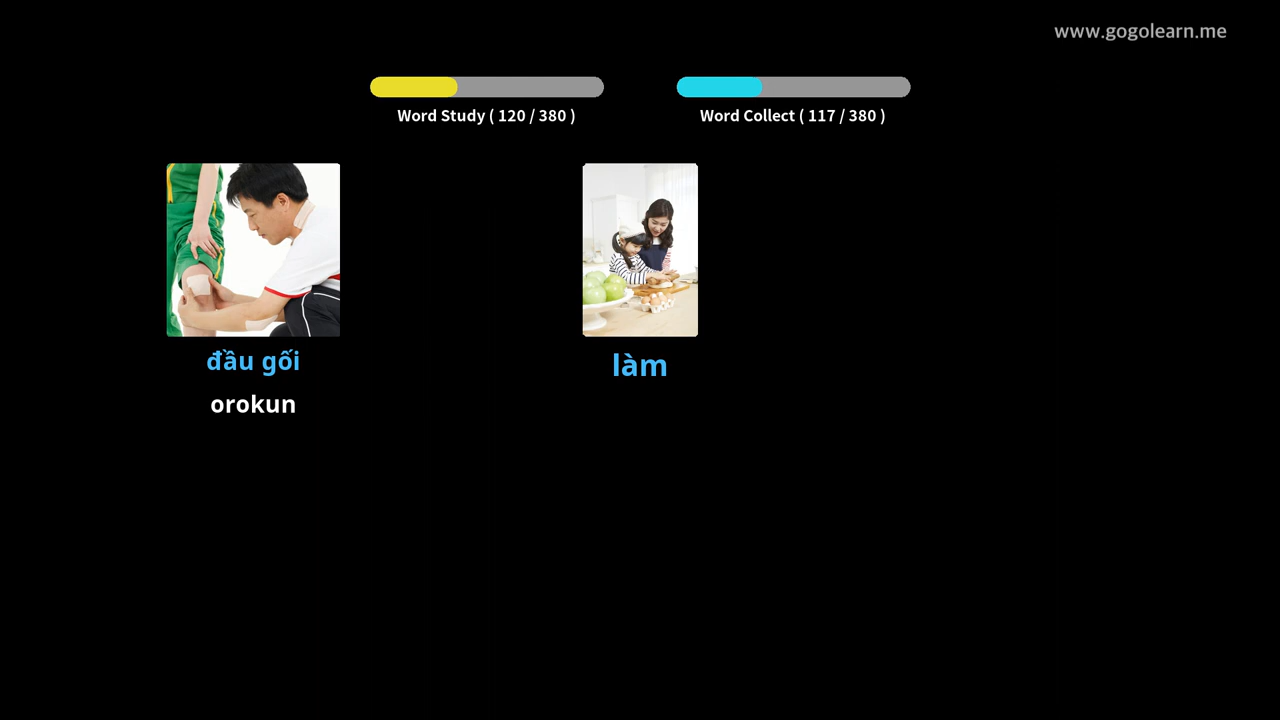 www.gogolearn.me
Word Study ( 120 / 380 )
Word Collect ( 117 / 380 )
đầu gối
orokun
làm